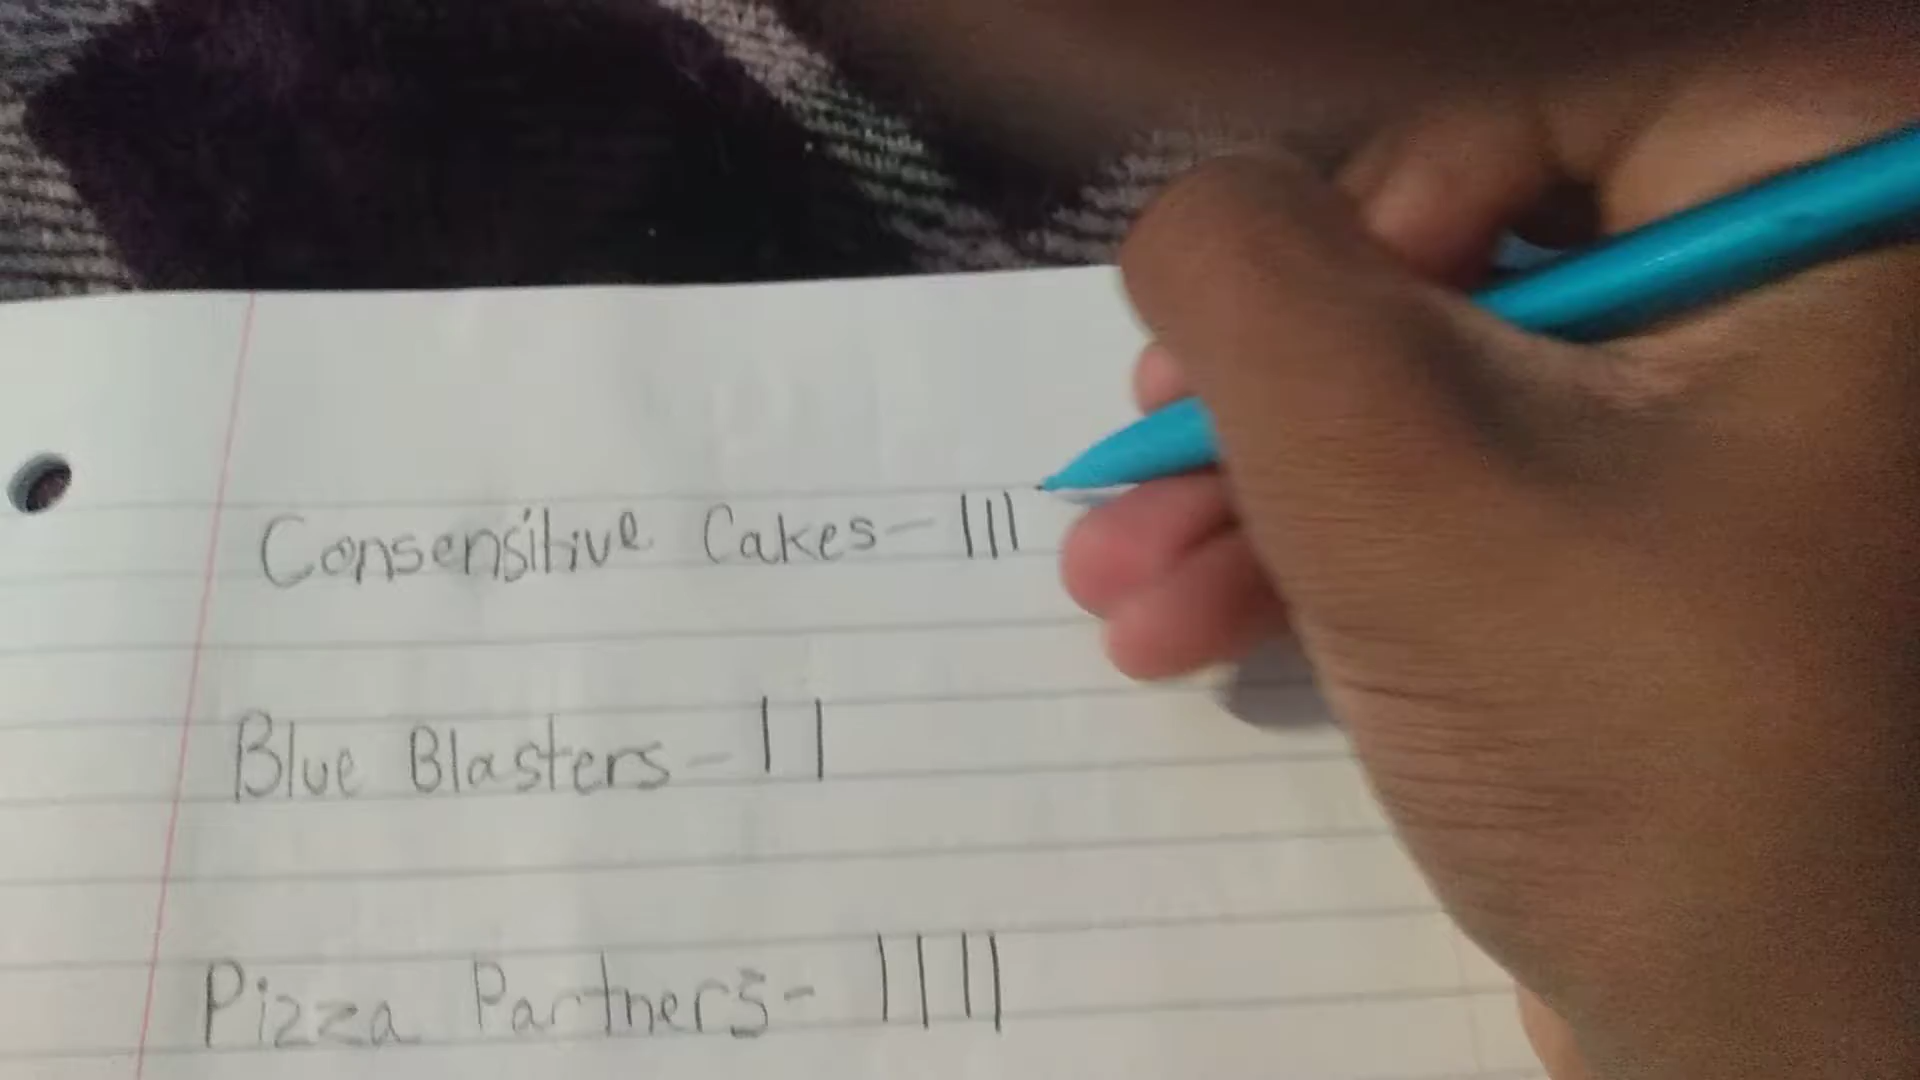 Consensitive Cakes- |||
Blue Blasters- ||
Pizza Partners- ||||